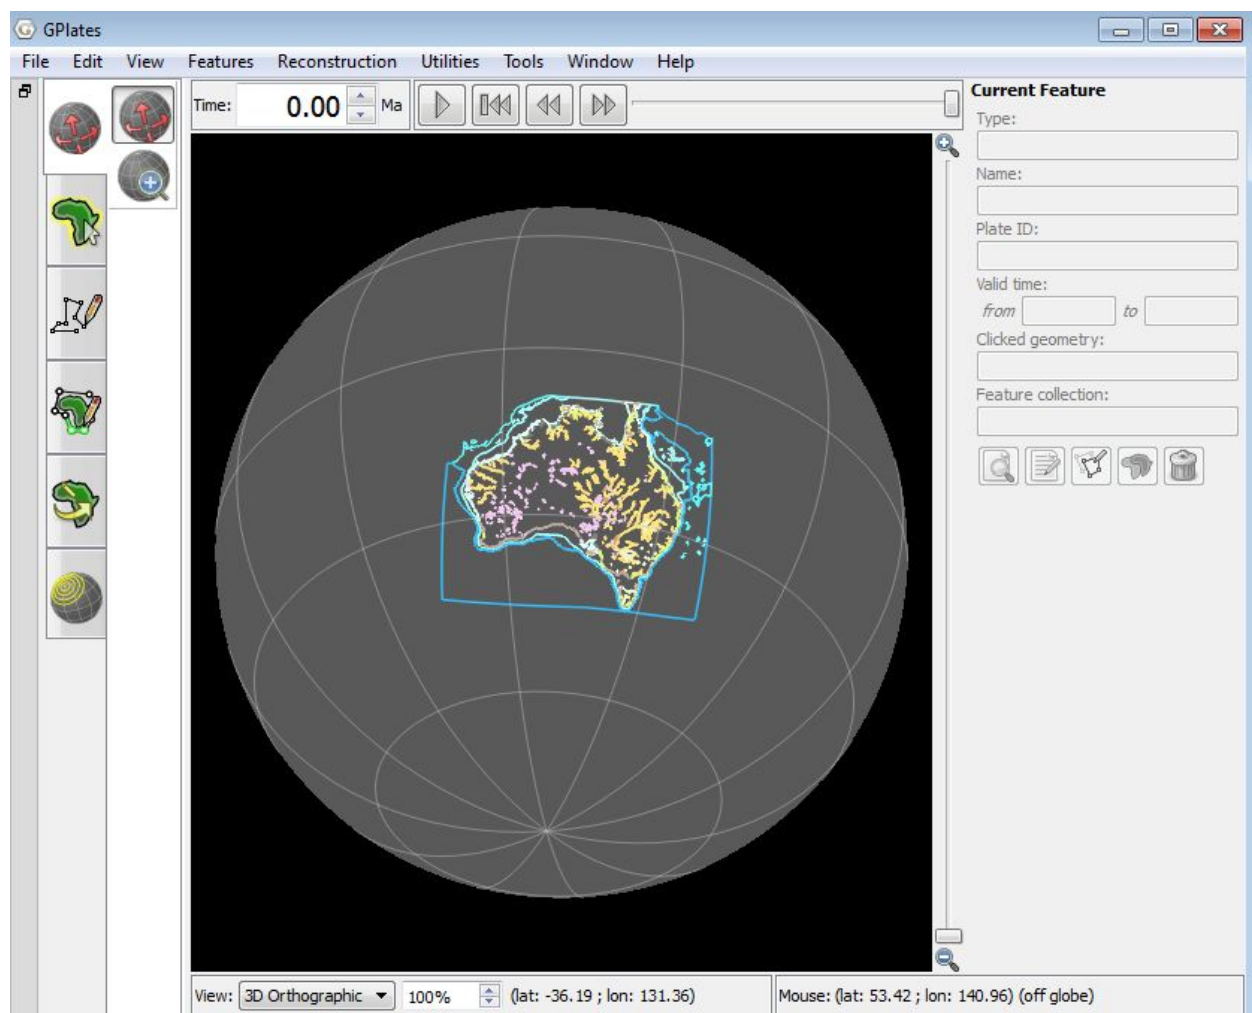 GPlates
File Edit View Features Reconstruction Utilities Tools Window Help
Time: 0.00 Ma
Current Feature
Type:
Name:
Plate ID:
Valid time:
from to
Clicked geometry:
Feature collection:
View: 3D Orthographic 100% (lat: -36.19 ; lon: 131.36) Mouse: (lat: 53.42 ; lon: 140.96) (off globe)